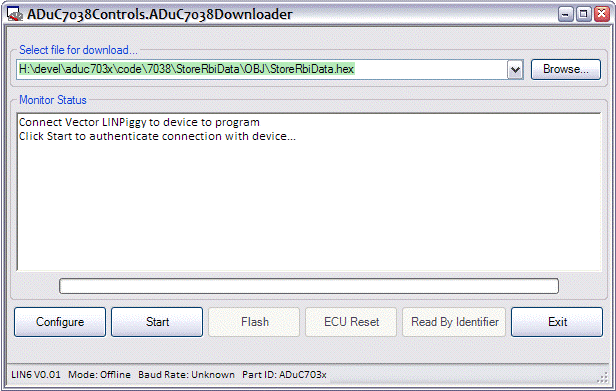 ADuC7038Controls.ADuC7038Downloader
Select file for download...
H:\devel\aduc703x\code\7038\StoreRbiData\OBJ\StoreRbiData.hex
Browse...
Monitor Status
Connect Vector LINPiggy to device to program
Click Start to authenticate connection with device...
Configure Start Flash ECU Reset Read By Identifier Exit
LIN6 V0.01 Mode: Offline Baud Rate: Unknown Part ID: ADuC703x